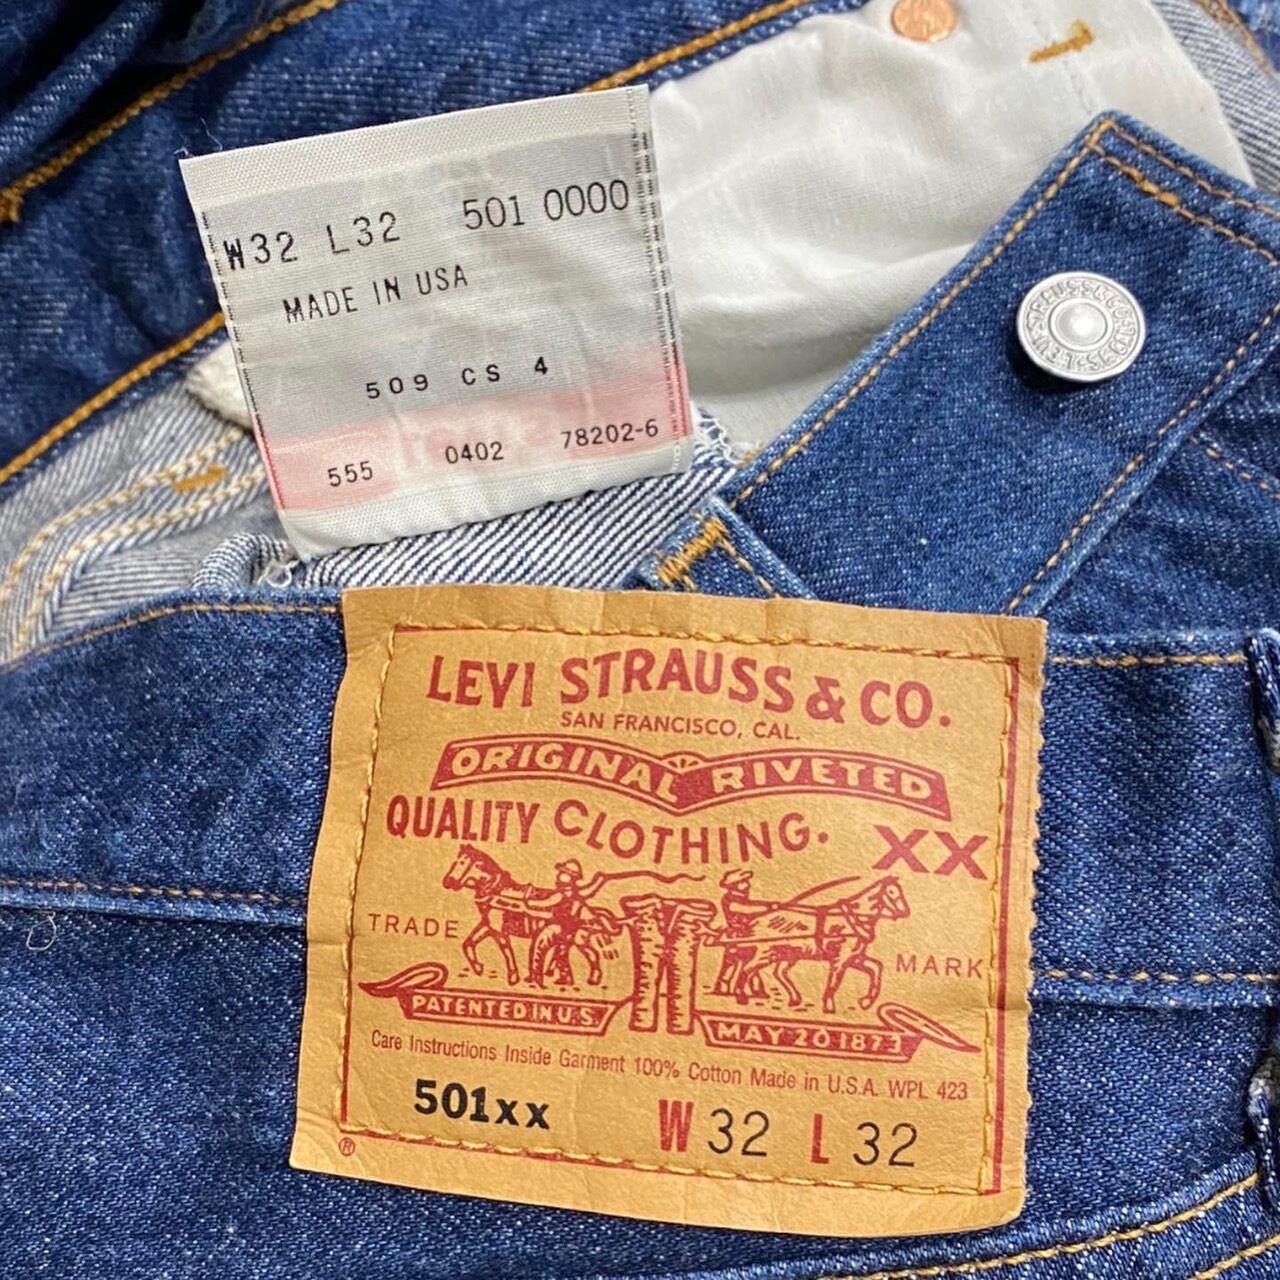 W32 L32 501 0000
MADE IN USA
509 CS 4
555 0402 78202-6
LEVI STRAUSS & CO.
SAN FRANCISCO, CAL.
ORIGINAL RIVETED
QUALITY CLOTHING.
XX
TRADE MARK
PATENTED IN U.S. MAY 20 1873
Care Instructions Inside Garment 100% Cotton Made in U.S.A. WPL 423
501xx W 32 L 32
®